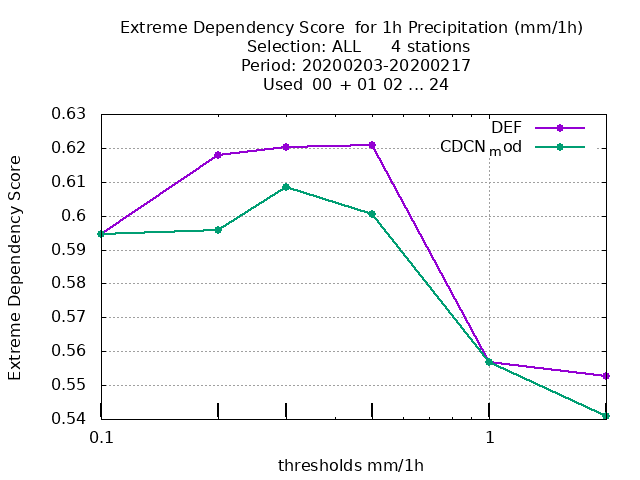 Extreme Dependency Score  for 1h Precipitation (mm/1h)
Selection: ALL      4 stations
Period: 20200203-20200217
Used  00  + 01 02 ... 24
DEF
CDCN_mod
0.63
0.62
0.61
0.6
0.59
0.58
0.57
0.56
0.55
0.54
Extreme Dependency Score
0.1
1
thresholds mm/1h